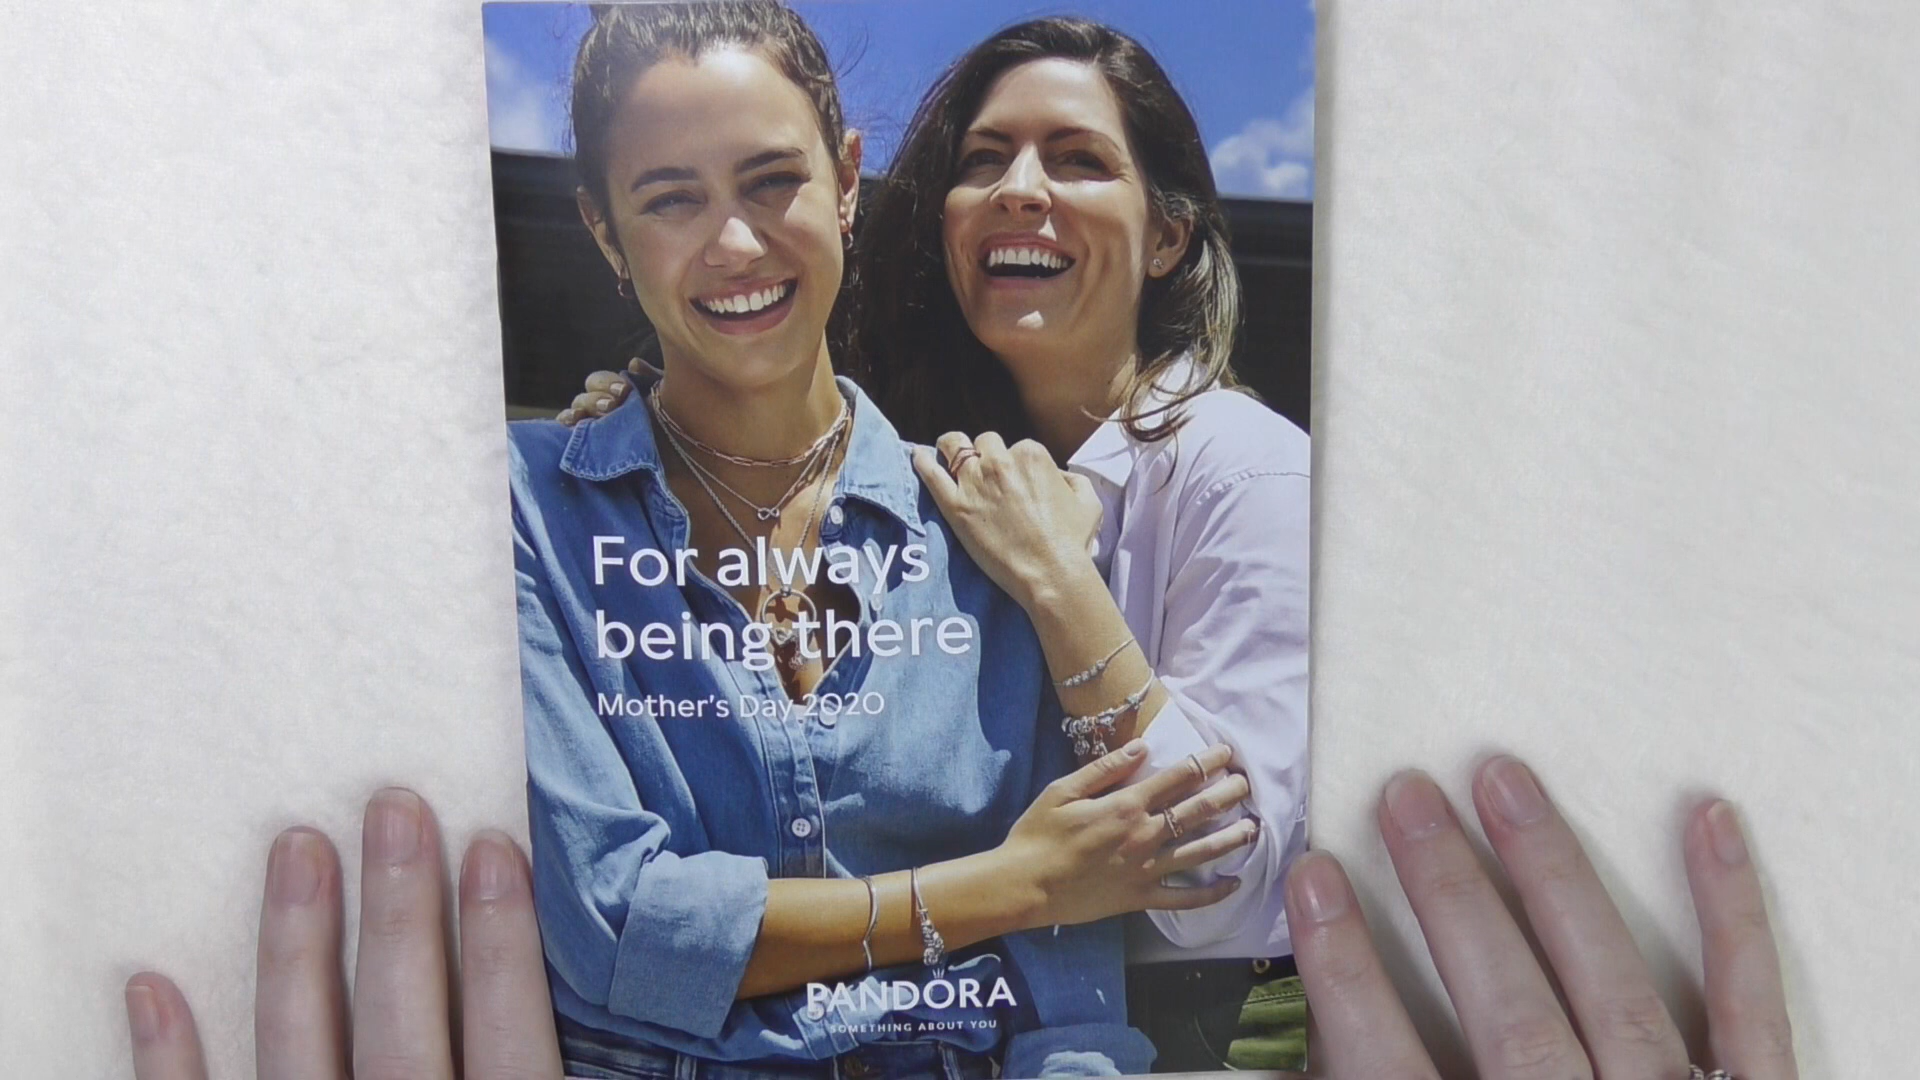 For always
being there
Mother's Day 2020
PANDORA
SOMETHING ABOUT YOU